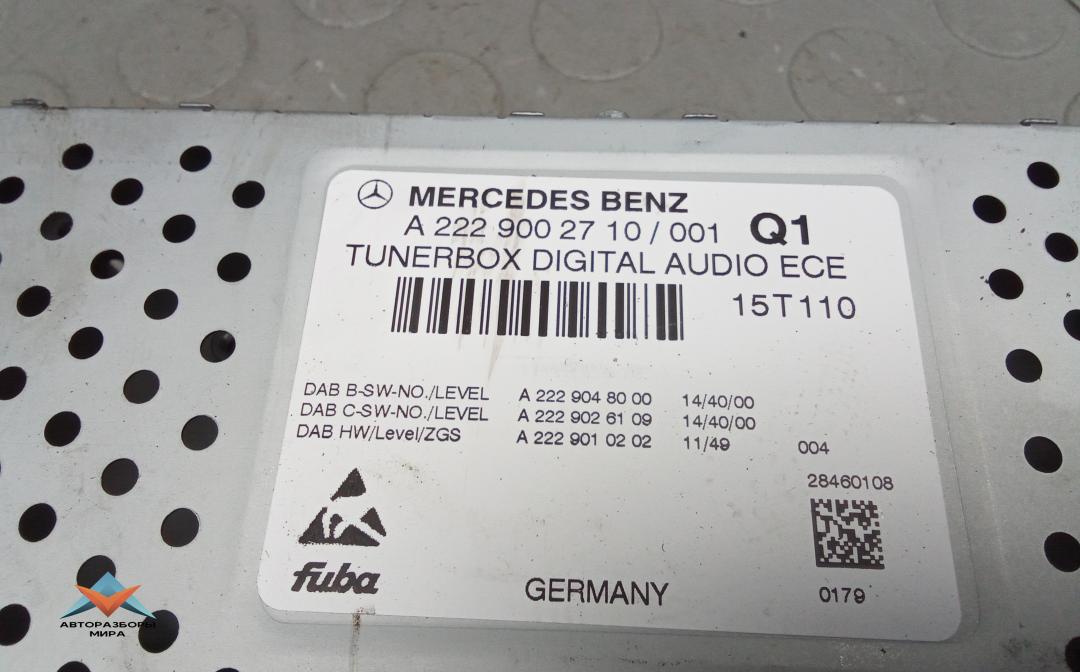 MERCEDES BENZ
A 222 900 27 10 / 001 Q1
TUNERBOX DIGITAL AUDIO ECE
15T110
DAB B-SW-NO./LEVEL A 222 904 80 00 14/40/00
DAB C-SW-NO./LEVEL A 222 902 61 09 14/40/00
DAB HW/Level/ZGS A 222 901 02 02 11/49 004
28460108
fuba
GERMANY
0179
АВТОРАЗБОРЫ
МИРА